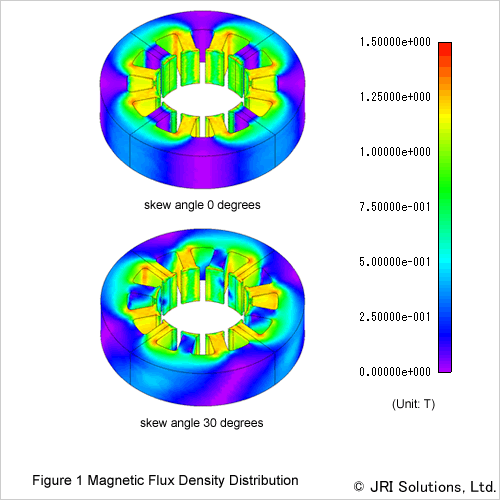 1.50000e+000
1.25000e+000
1.00000e+000
7.50000e-001
5.00000e-001
2.50000e-001
0.00000e+000
(Unit: T)
skew angle 0 degrees
skew angle 30 degrees
Figure 1 Magnetic Flux Density Distribution
© JRI Solutions, Ltd.